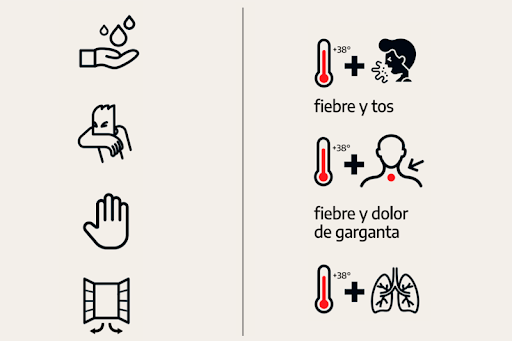 +38°
fiebre y tos
+38°
fiebre y dolor
de garganta
+38°